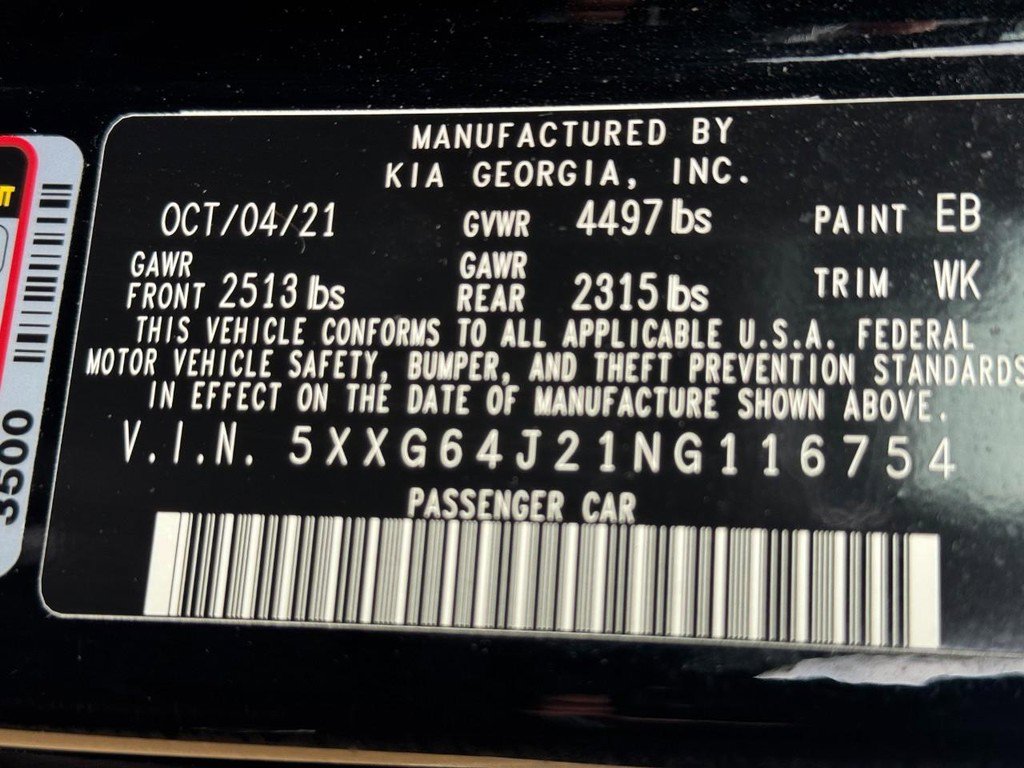 MANUFACTURED BY
KIA GEORGIA, INC.
OCT/04/21 GVWR 4497 lbs PAINT EB
GAWR FRONT 2513 lbs GAWR REAR 2315 lbs TRIM WK
THIS VEHICLE CONFORMS TO ALL APPLICABLE U.S.A. FEDERAL
MOTOR VEHICLE SAFETY, BUMPER, AND THEFT PREVENTION STANDARDS
IN EFFECT ON THE DATE OF MANUFACTURE SHOWN ABOVE.
V.I.N. 5XXG64J21NG116754
PASSENGER CAR
3500